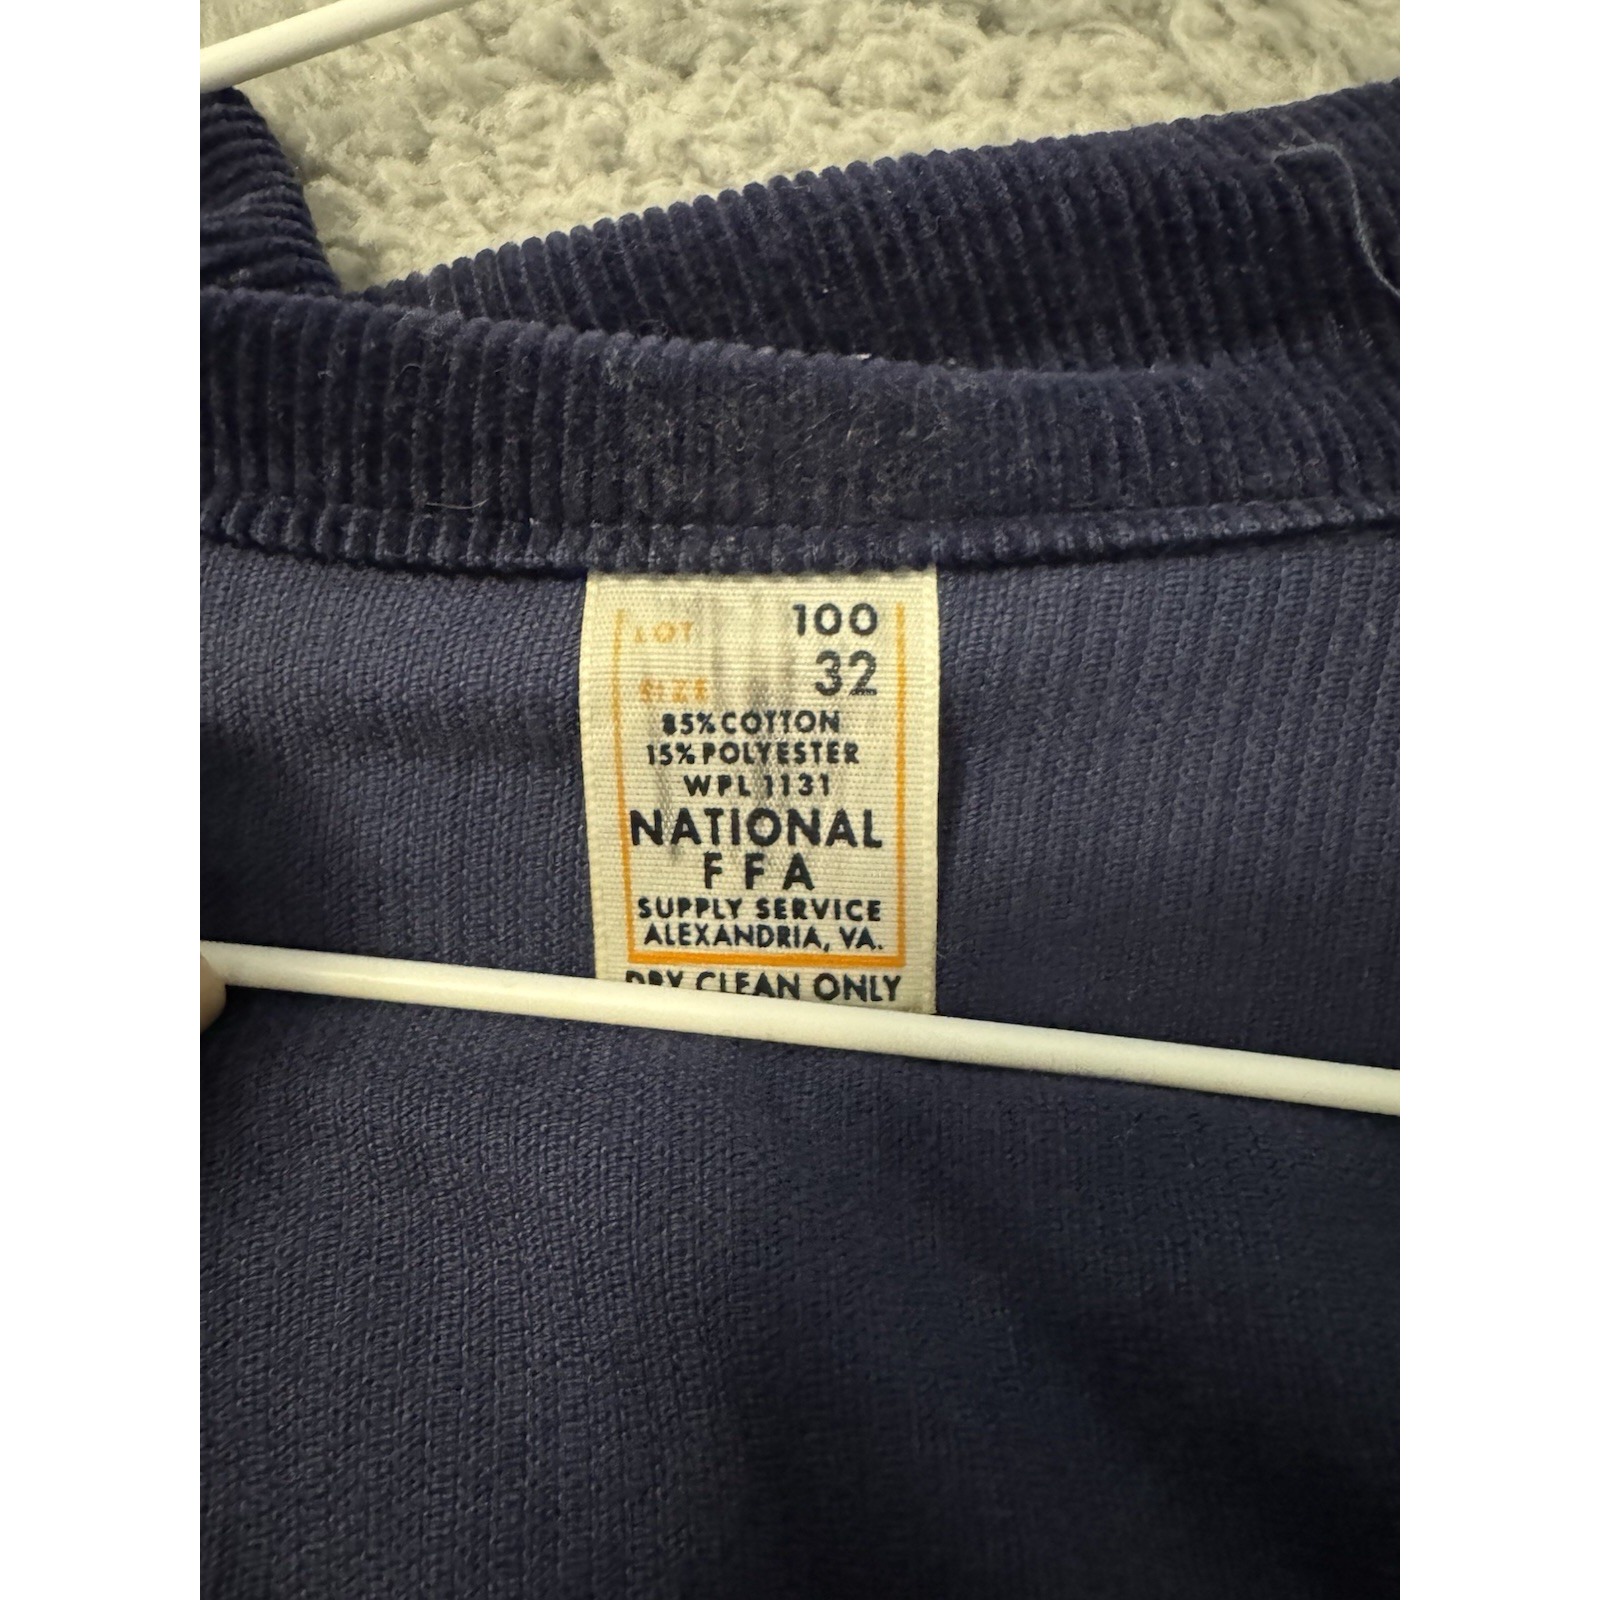 LOT 100
SIZE 32
85% COTTON
15% POLYESTER
WPL 1131
NATIONAL
FFA
SUPPLY SERVICE
ALEXANDRIA, VA.
DRY CLEAN ONLY